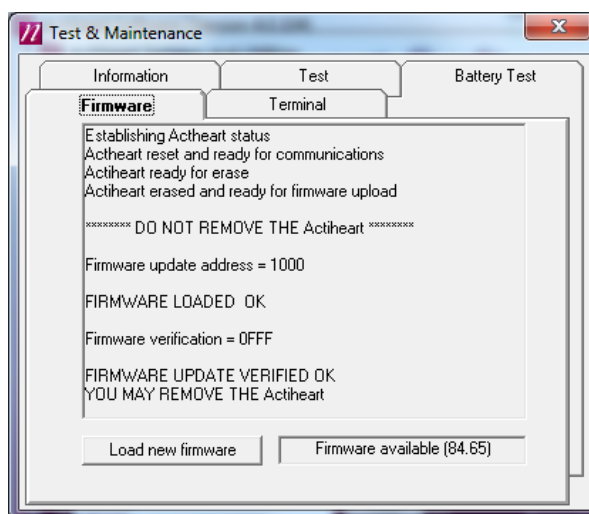 Test & Maintenance
Information
Test
Battery Test
Firmware
Terminal
Establishing Actheart status
Actheart reset and ready for communications
Actiheart ready for erase
Actiheart erased and ready for firmware upload
******** DO NOT REMOVE THE Actiheart ********
Firmware update address = 1000
FIRMWARE LOADED  OK
Firmware verification = 0FFF
FIRMWARE UPDATE VERIFIED OK
YOU MAY REMOVE THE Actiheart
Load new firmware
Firmware available (84.65)